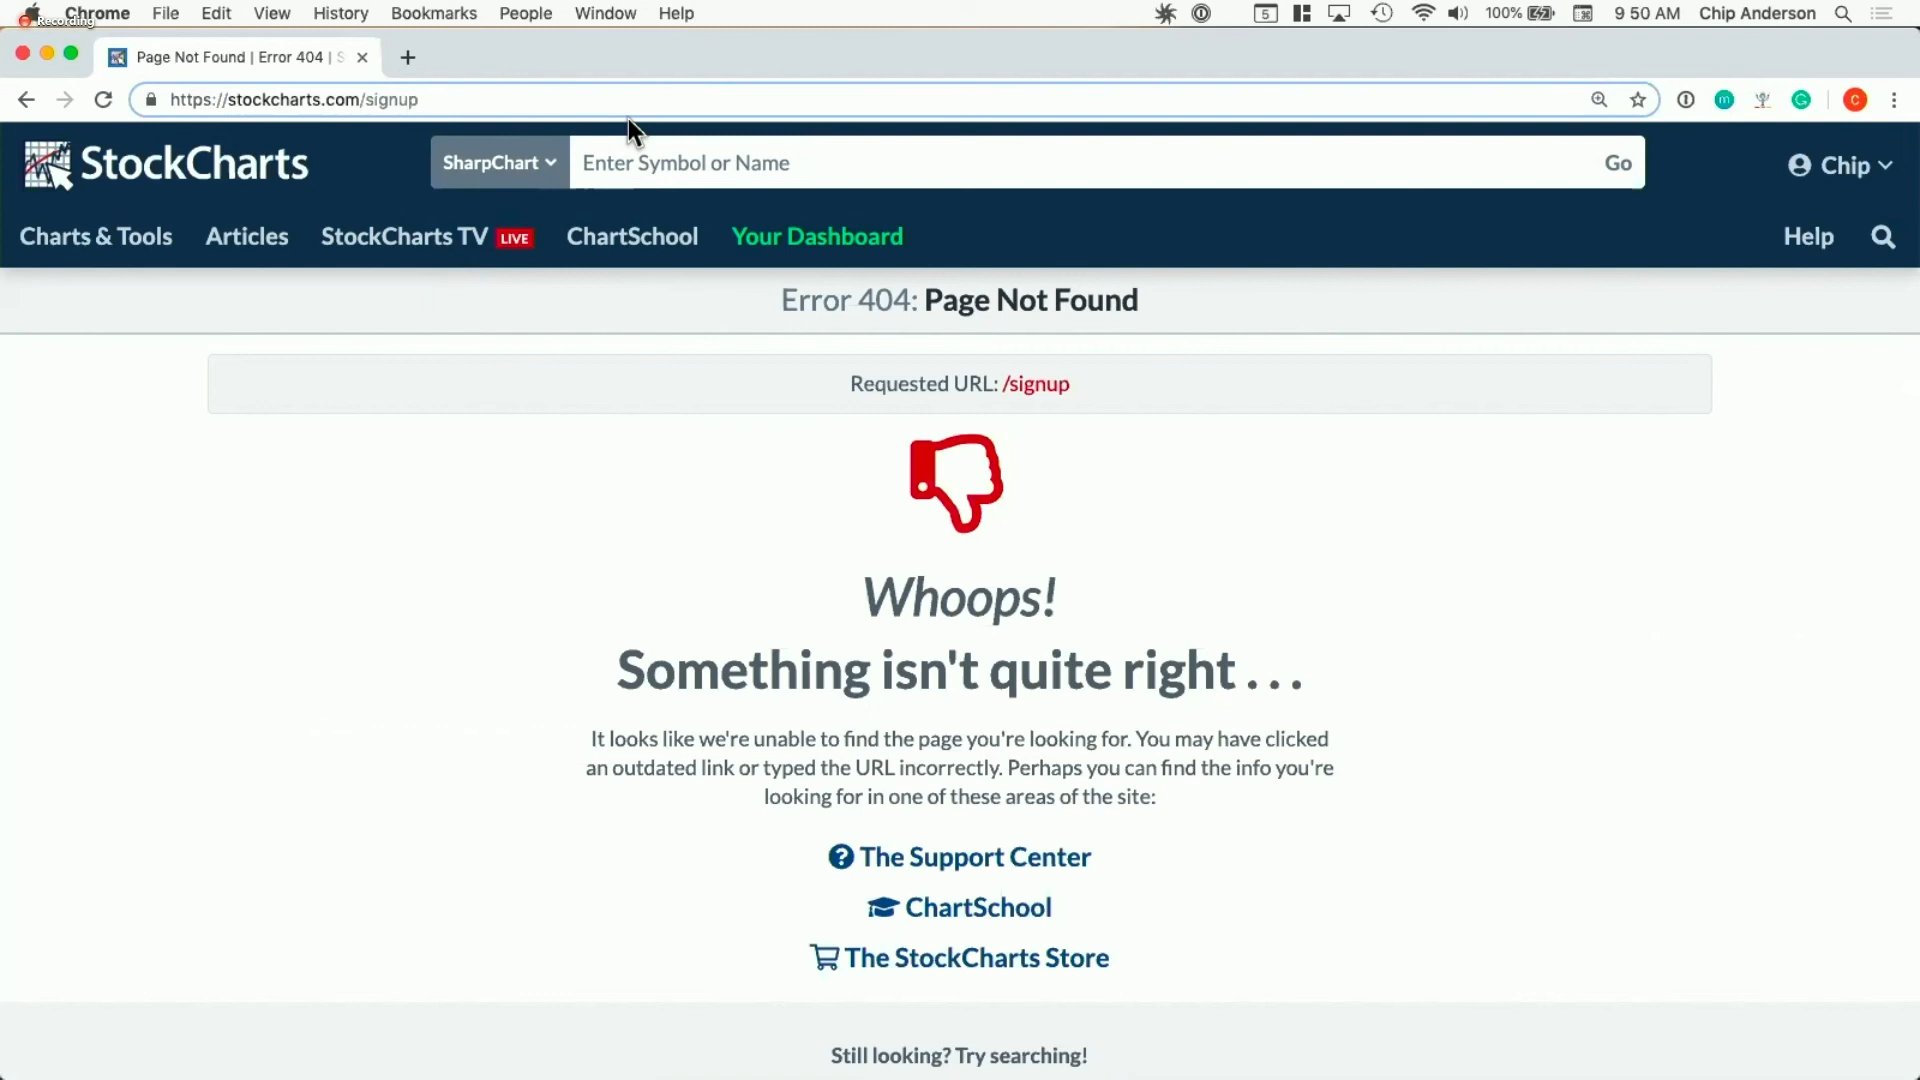 Chrome File Edit View History Bookmarks People Window Help 5 100% 9 50 AM Chip Anderson
Recording
Page Not Found | Error 404 | S
https://stockcharts.com/signup
m
C
StockCharts
SharpChart
Enter Symbol or Name
Go
Chip
Charts & Tools Articles StockCharts TV LIVE ChartSchool Your Dashboard Help
Error 404: Page Not Found
Requested URL: /signup
Whoops!
Something isn't quite right . . .
It looks like we're unable to find the page you're looking for. You may have clicked
an outdated link or typed the URL incorrectly. Perhaps you can find the info you're
looking for in one of these areas of the site:
The Support Center
ChartSchool
The StockCharts Store
Still looking? Try searching!